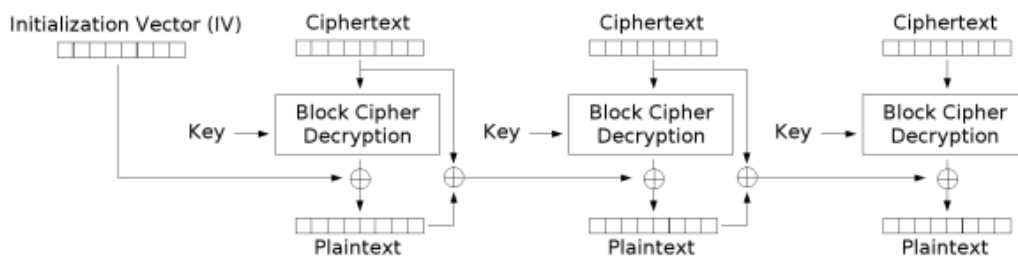 Initialization Vector (IV)
Ciphertext
Ciphertext
Ciphertext
Key
Block Cipher
Decryption
Key
Block Cipher
Decryption
Key
Block Cipher
Decryption
Plaintext
Plaintext
Plaintext